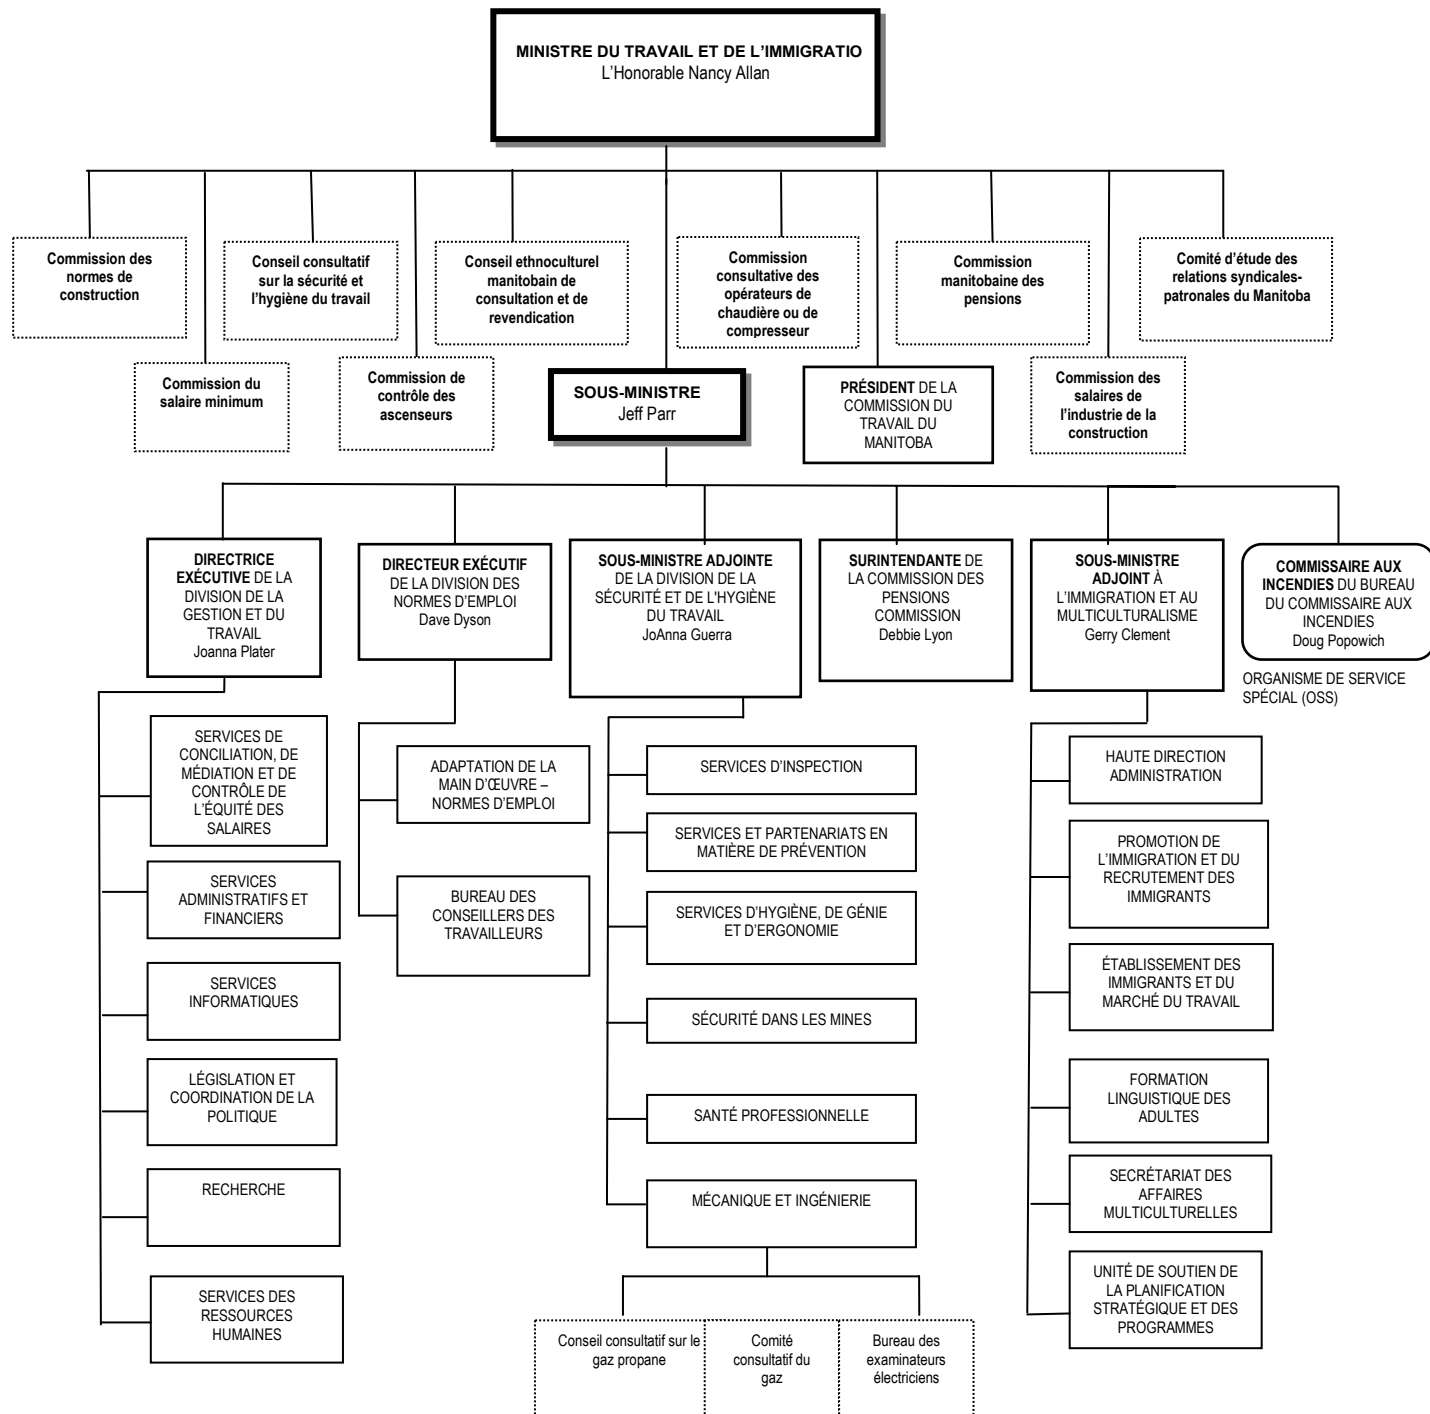 MINISTRE DU TRAVAIL ET DE L'IMMIGRATIO
L'Honorable Nancy Allan
Commission des
normes de
construction
Conseil consultatif
sur la sécurité et
l'hygiène du travail
Conseil ethnoculturel
manitobain de
consultation et de
revendication
Commission
consultative des
opérateurs de
chaudière ou de
compresseur
Commission
manitobaine des
pensions
Comité d'étude des
relations syndicales-
patronales du Manitoba
Commission du
salaire minimum
Commission de
contrôle des
ascenseurs
SOUS-MINISTRE
Jeff Parr
PRÉSIDENT DE LA
COMMISSION DU
TRAVAIL DU
MANITOBA
Commission des
salaires de
l'industrie de la
construction
DIRECTRICE
EXÉCUTIVE DE LA
DIVISION DE LA
GESTION ET DU
TRAVAIL
Joanna Plater
DIRECTEUR EXÉCUTIF
DE LA DIVISION DES
NORMES D'EMPLOI
Dave Dyson
SOUS-MINISTRE ADJOINTE
DE LA DIVISION DE LA
SÉCURITÉ ET DE L'HYGIÈNE
DU TRAVAIL
JoAnna Guerra
SURINTENDANTE DE
LA COMMISSION DES
PENSIONS
COMMISSION
Debbie Lyon
SOUS-MINISTRE
ADJOINT À
L'IMMIGRATION ET AU
MULTICULTURALISME
Gerry Clement
COMMISSAIRE AUX
INCENDIES DU BUREAU
DU COMMISSAIRE AUX
INCENDIES
Doug Popowich
ORGANISME DE SERVICE
SPÉCIAL (OSS)
SERVICES DE
CONCILIATION, DE
MÉDIATION ET DE
CONTRÔLE DE
L'ÉQUITÉ DES
SALAIRES
SERVICES
ADMINISTRATIFS ET
FINANCIERS
SERVICES
INFORMATIQUES
LÉGISLATION ET
COORDINATION DE LA
POLITIQUE
RECHERCHE
SERVICES DES
RESSOURCES
HUMAINES
ADAPTATION DE LA
MAIN D'ŒUVRE –
NORMES D'EMPLOI
BUREAU DES
CONSEILLERS DES
TRAVAILLEURS
SERVICES D'INSPECTION
SERVICES ET PARTENARIATS EN
MATIÈRE DE PRÉVENTION
SERVICES D'HYGIÈNE, DE GÉNIE
ET D'ERGONOMIE
SÉCURITÉ DANS LES MINES
SANTÉ PROFESSIONNELLE
MÉCANIQUE ET INGÉNIERIE
Conseil consultatif sur le
gaz propane
Comité
consultatif du
gaz
Bureau des
examinateurs
électriciens
HAUTE DIRECTION
ADMINISTRATION
PROMOTION DE
L'IMMIGRATION ET DU
RECRUTEMENT DES
IMMIGRANTS
ÉTABLISSEMENT DES
IMMIGRANTS ET DU
MARCHÉ DU TRAVAIL
FORMATION
LINGUISTIQUE DES
ADULTES
SECRÉTARIAT DES
AFFAIRES
MULTICULTURELLES
UNITÉ DE SOUTIEN DE
LA PLANIFICATION
STRATÉGIQUE ET DES
PROGRAMMES